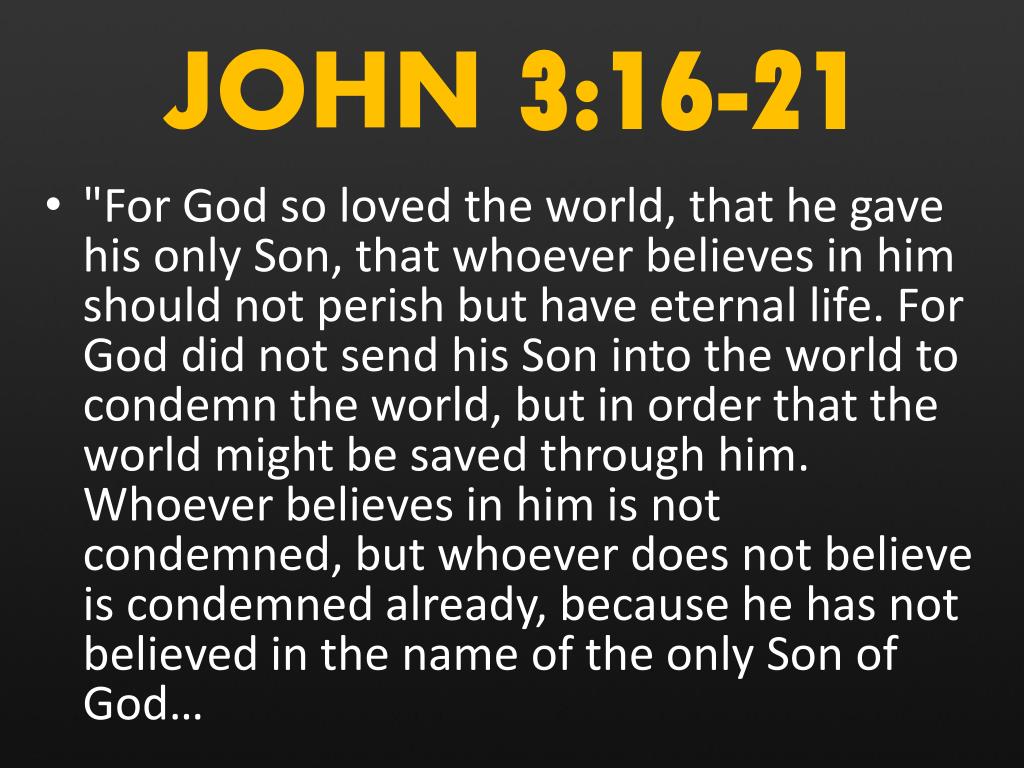 JOHN 3:16-21
• "For God so loved the world, that he gave
his only Son, that whoever believes in him
should not perish but have eternal life. For
God did not send his Son into the world to
condemn the world, but in order that the
world might be saved through him.
Whoever believes in him is not
condemned, but whoever does not believe
is condemned already, because he has not
believed in the name of the only Son of
God…